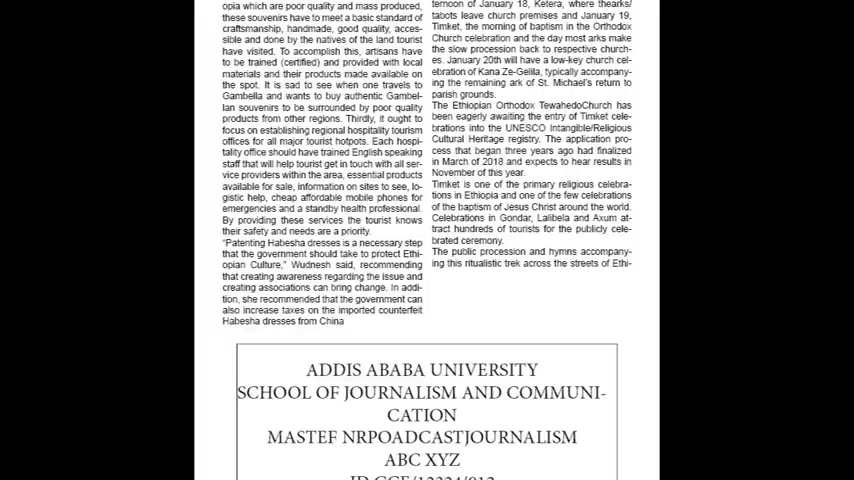 opia which are poor quality and mass produced,
these souvenirs have to meet a basic standard of
craftsmanship, handmade, good quality, acces-
sible and done by the natives of the land tourist
have visited. To accomplish this, artisans have
to be trained (certified) and provided with local
materials and their products made available on
the spot. It is sad to see when one travels to
Gambella and wants to buy authentic Gambel-
lan souvenirs to be surrounded by poor quality
products from other regions. Thirdly, it ought to
focus on establishing regional hospitality tourism
offices for all major tourist hotpots. Each hospi-
tality office should have trained English speaking
staff that will help tourist get in touch with all ser-
vice providers within the area, essential products
available for sale, information on sites to see, lo-
gistic help, cheap affordable mobile phones for
emergencies and a standby health professional.
By providing these services the tourist knows
their safety and needs are a priority.
“Patenting Habesha dresses is a necessary step
that the government should take to protect Ethi-
opian Culture,” Wudnesh said, recommending
that creating awareness regarding the issue and
creating associations can bring change. In addi-
tion, she recommended that the government can
also increase taxes on the imported counterfeit
Habesha dresses from China
ternoon of January 18, Ketera, where thearks/
tabots leave church premises and January 19,
Timket, the morning of baptism in the Orthodox
Church celebration and the day most arks make
the slow procession back to respective church-
es. January 20th will have a low-key church cel-
ebration of Kana Ze-Gelila, typically accompany-
ing the remaining ark of St. Michael’s return to
parish grounds.
The Ethiopian Orthodox TewahedoChurch has
been eagerly awaiting the entry of Timket cele-
brations into the UNESCO Intangible/Religious
Cultural Heritage registry. The application pro-
cess that began three years ago had finalized
in March of 2018 and expects to hear results in
November of this year.
Timket is one of the primary religious celebra-
tions in Ethiopia and one of the few celebrations
of the baptism of Jesus Christ around the world.
Celebrations in Gondar, Lalibela and Axum at-
tract hundreds of tourists for the publicly cele-
brated ceremony.
The public procession and hymns accompany-
ing this ritualistic trek across the streets of Ethi-
ADDIS ABABA UNIVERSITY
SCHOOL OF JOURNALISM AND COMMUNI-
CATION
MASTEF NRPOADCASTJOURNALISM
ABC XYZ